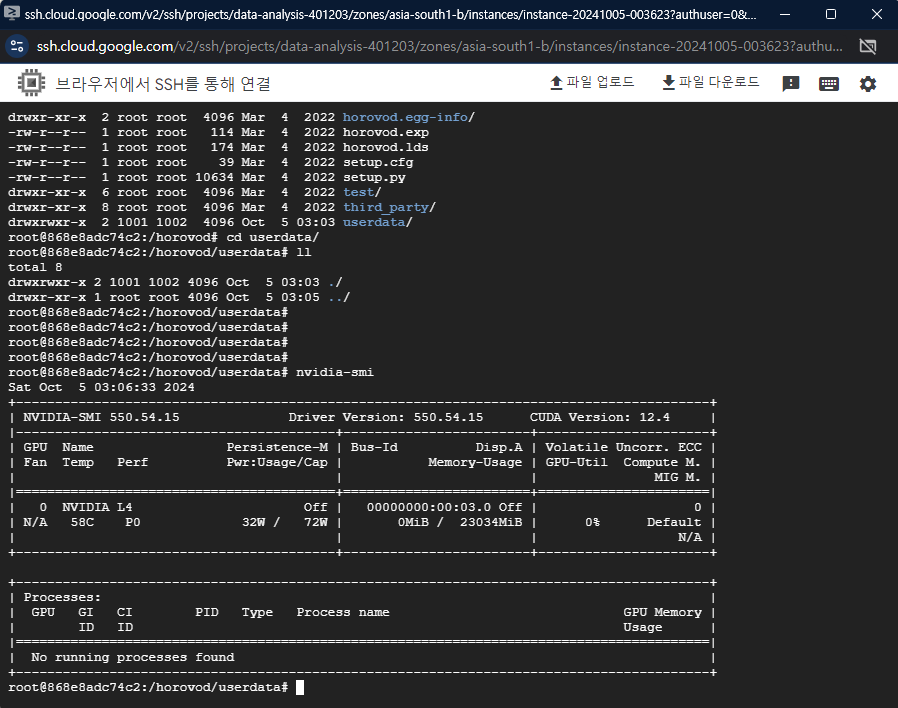 ssh.cloud.google.com/v2/ssh/projects/data-analysis-401203/zones/asia-south1-b/instances/instance-20241005-003623?authuser=0&...
ssh.cloud.google.com/v2/ssh/projects/data-analysis-401203/zones/asia-south1-b/instances/instance-20241005-003623?authu...
브라우저에서 SSH를 통해 연결 파일 업로드 파일 다운로드
drwxr-xr-x  2 root root  4096 Mar  4  2022 horovod.egg-info/
-rw-r--r--  1 root root   114 Mar  4  2022 horovod.exp
-rw-r--r--  1 root root   174 Mar  4  2022 horovod.lds
-rw-r--r--  1 root root    39 Mar  4  2022 setup.cfg
-rw-r--r--  1 root root 10634 Mar  4  2022 setup.py
drwxr-xr-x  6 root root  4096 Mar  4  2022 test/
drwxr-xr-x  8 root root  4096 Mar  4  2022 third_party/
drwxrwxr-x  2 1001 1002  4096 Oct  5 03:03 userdata/
root@868e8adc74c2:/horovod# cd userdata/
root@868e8adc74c2:/horovod/userdata# ll
total 8
drwxrwxr-x 2 1001 1002 4096 Oct  5 03:03 ./
drwxr-xr-x 1 root root 4096 Oct  5 03:05 ../
root@868e8adc74c2:/horovod/userdata#
root@868e8adc74c2:/horovod/userdata#
root@868e8adc74c2:/horovod/userdata#
root@868e8adc74c2:/horovod/userdata#
root@868e8adc74c2:/horovod/userdata# nvidia-smi
Sat Oct  5 03:06:33 2024
+-----------------------------------------------------------------------------------------+
| NVIDIA-SMI 550.54.15              Driver Version: 550.54.15      CUDA Version: 12.4     |
|-----------------------------------------+------------------------+----------------------+
| GPU  Name                 Persistence-M | Bus-Id          Disp.A | Volatile Uncorr. ECC |
| Fan  Temp   Perf          Pwr:Usage/Cap |           Memory-Usage | GPU-Util  Compute M. |
|                                         |                        |               MIG M. |
|=========================================+========================+======================|
|   0  NVIDIA L4                      Off |   00000000:00:03.0 Off |                    0 |
| N/A   58C    P0             32W /   72W |       0MiB /  23034MiB |      0%      Default |
|                                         |                        |                  N/A |
+-----------------------------------------+------------------------+----------------------+
+-----------------------------------------------------------------------------------------+
| Processes:                                                                              |
|  GPU   GI   CI        PID   Type   Process name                              GPU Memory |
|        ID   ID                                                               Usage      |
|=========================================================================================|
|  No running processes found                                                             |
+-----------------------------------------------------------------------------------------+
root@868e8adc74c2:/horovod/userdata#